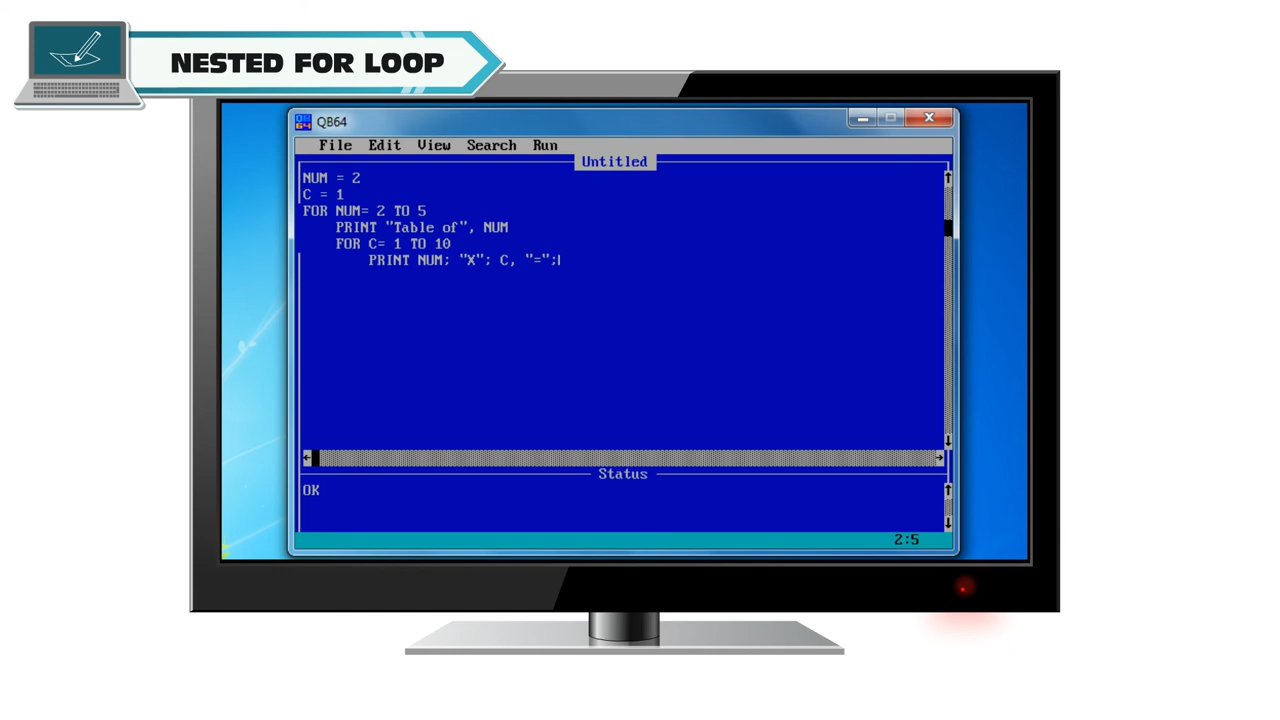 NESTED FOR LOOP
QB64
File Edit View Search Run
Untitled
NUM = 2
C = 1
FOR NUM= 2 TO 5
PRINT "Table of", NUM
FOR C= 1 TO 10
PRINT NUM; "X"; C, "=";
Status
OK
2:5